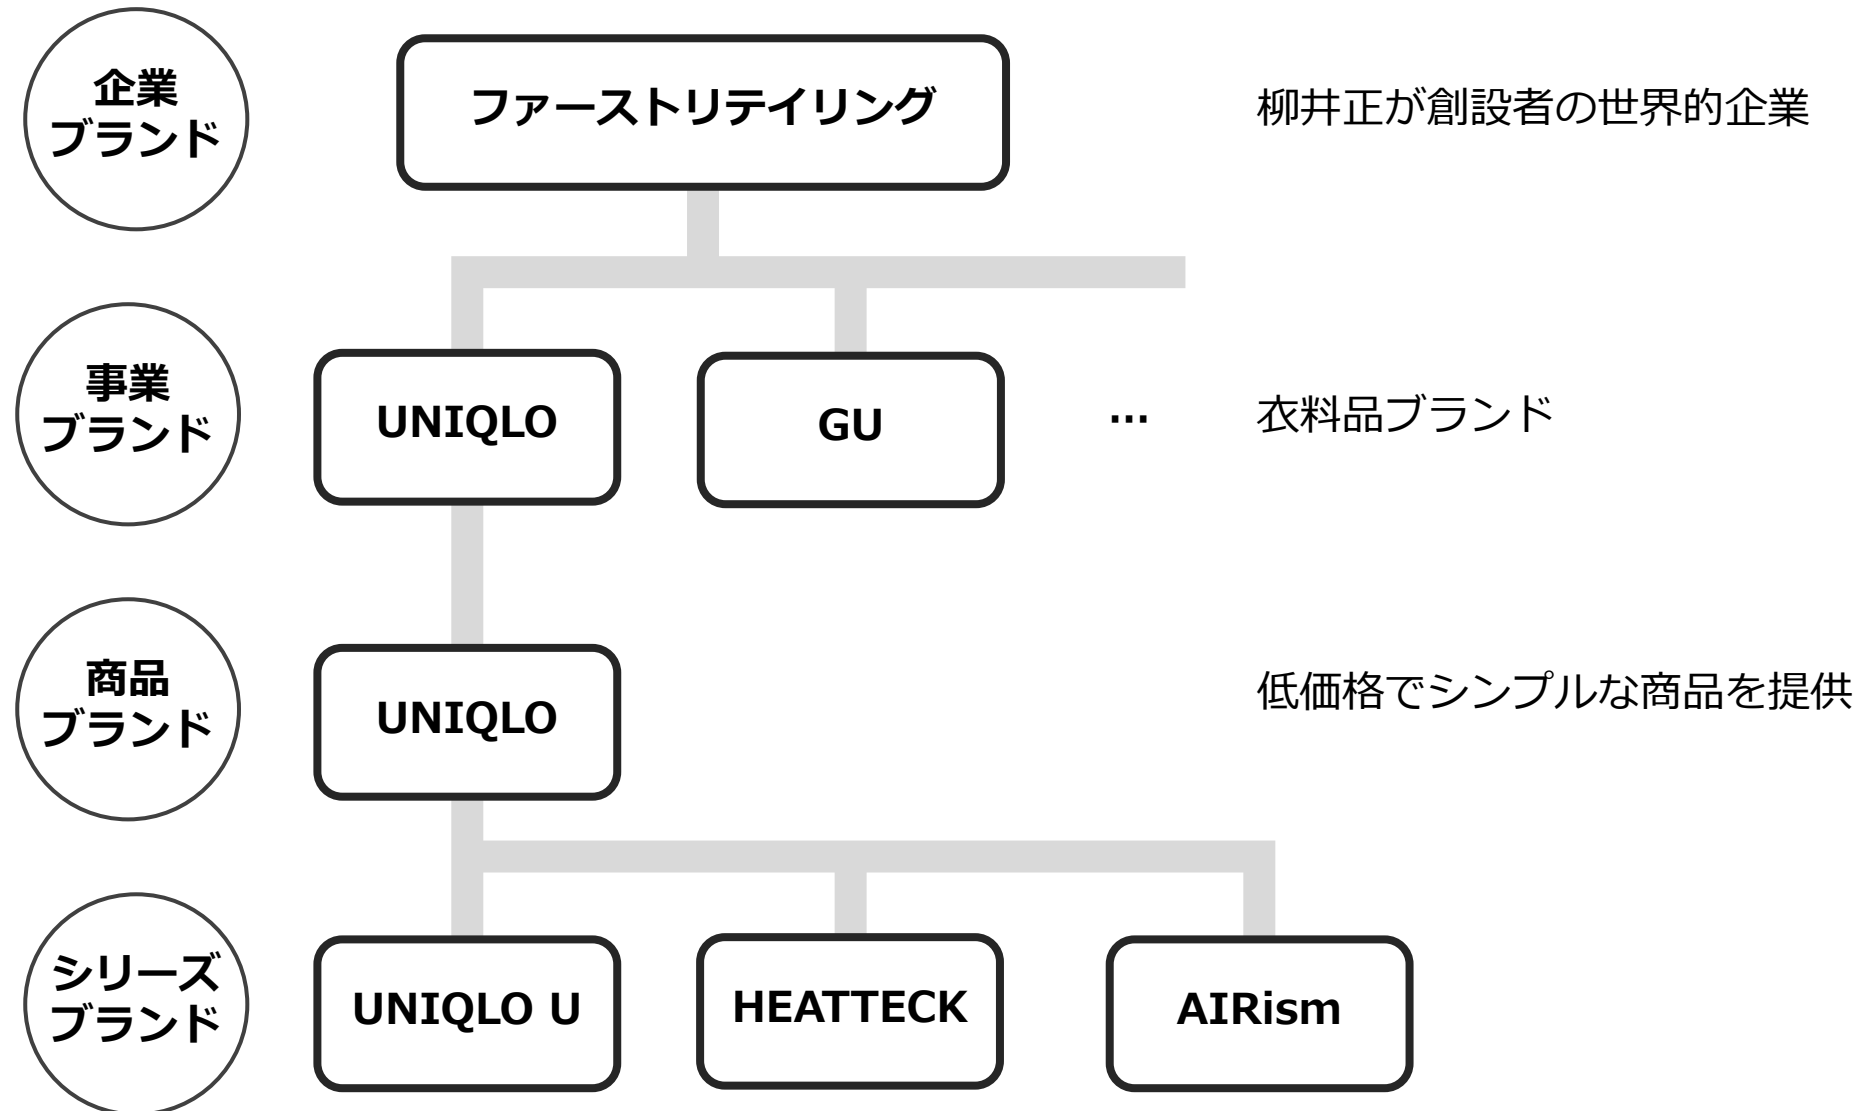 企業
ブランド
ファーストリテイリング
柳井正が創設者の世界的企業
事業
ブランド
UNIQLO
GU
…
衣料品ブランド
商品
ブランド
UNIQLO
低価格でシンプルな商品を提供
シリーズ
ブランド
UNIQLO U
HEATTECK
AIRism